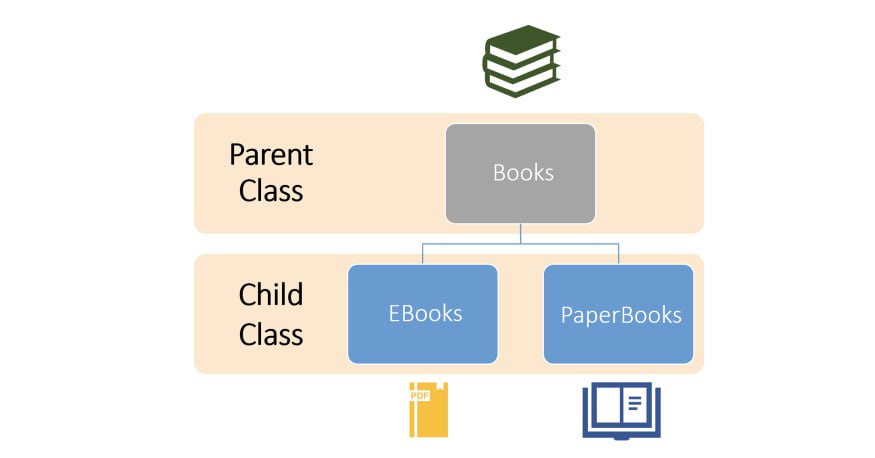 Parent
Class
Books
Child
Class
EBooks
PaperBooks
PDF